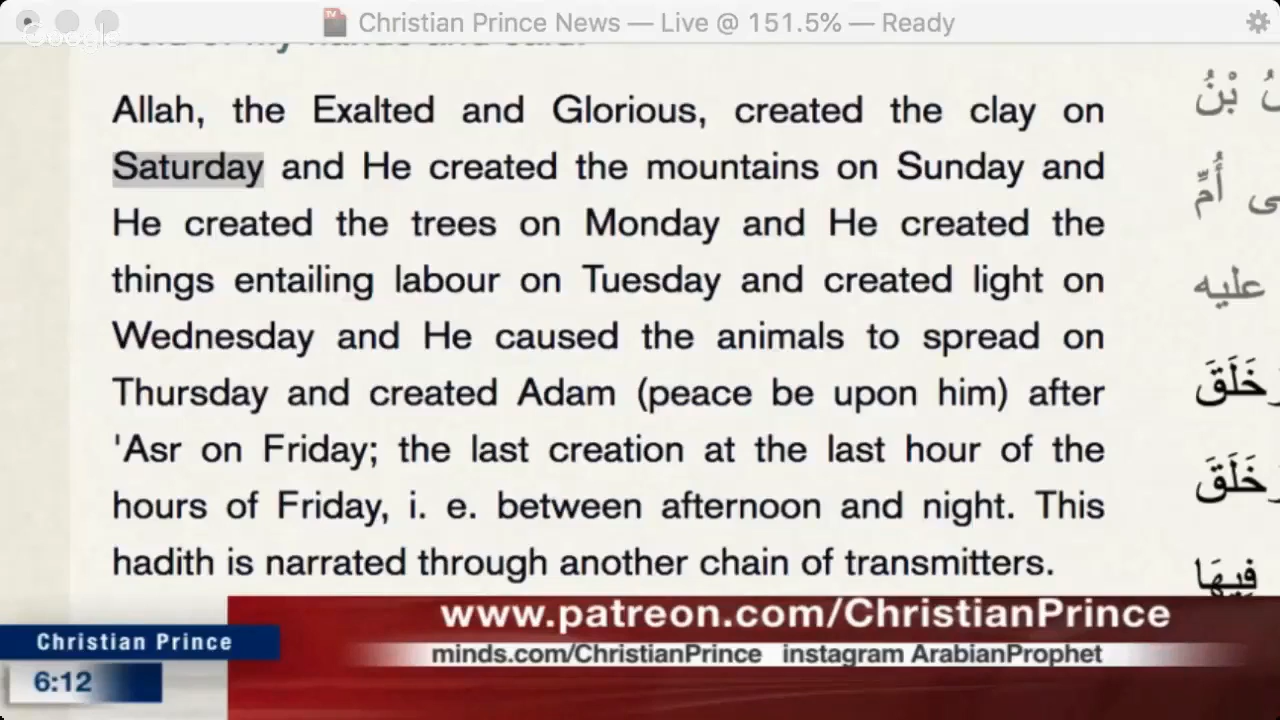 Christian Prince News — Live @ 151.5% — Ready
Google
Allah, the Exalted and Glorious, created the clay on
Saturday and He created the mountains on Sunday and
He created the trees on Monday and He created the
things entailing labour on Tuesday and created light on
Wednesday and He caused the animals to spread on
Thursday and created Adam (peace be upon him) after
'Asr on Friday; the last creation at the last hour of the
hours of Friday, i. e. between afternoon and night. This
hadith is narrated through another chain of transmitters.
بْنُ
أُمِّ
عليه
خَلَقَ
خَلَقَ
فِيهَا
www.patreon.com/ChristianPrince
Christian Prince
minds.com/ChristianPrince instagram ArabianProphet
6:12